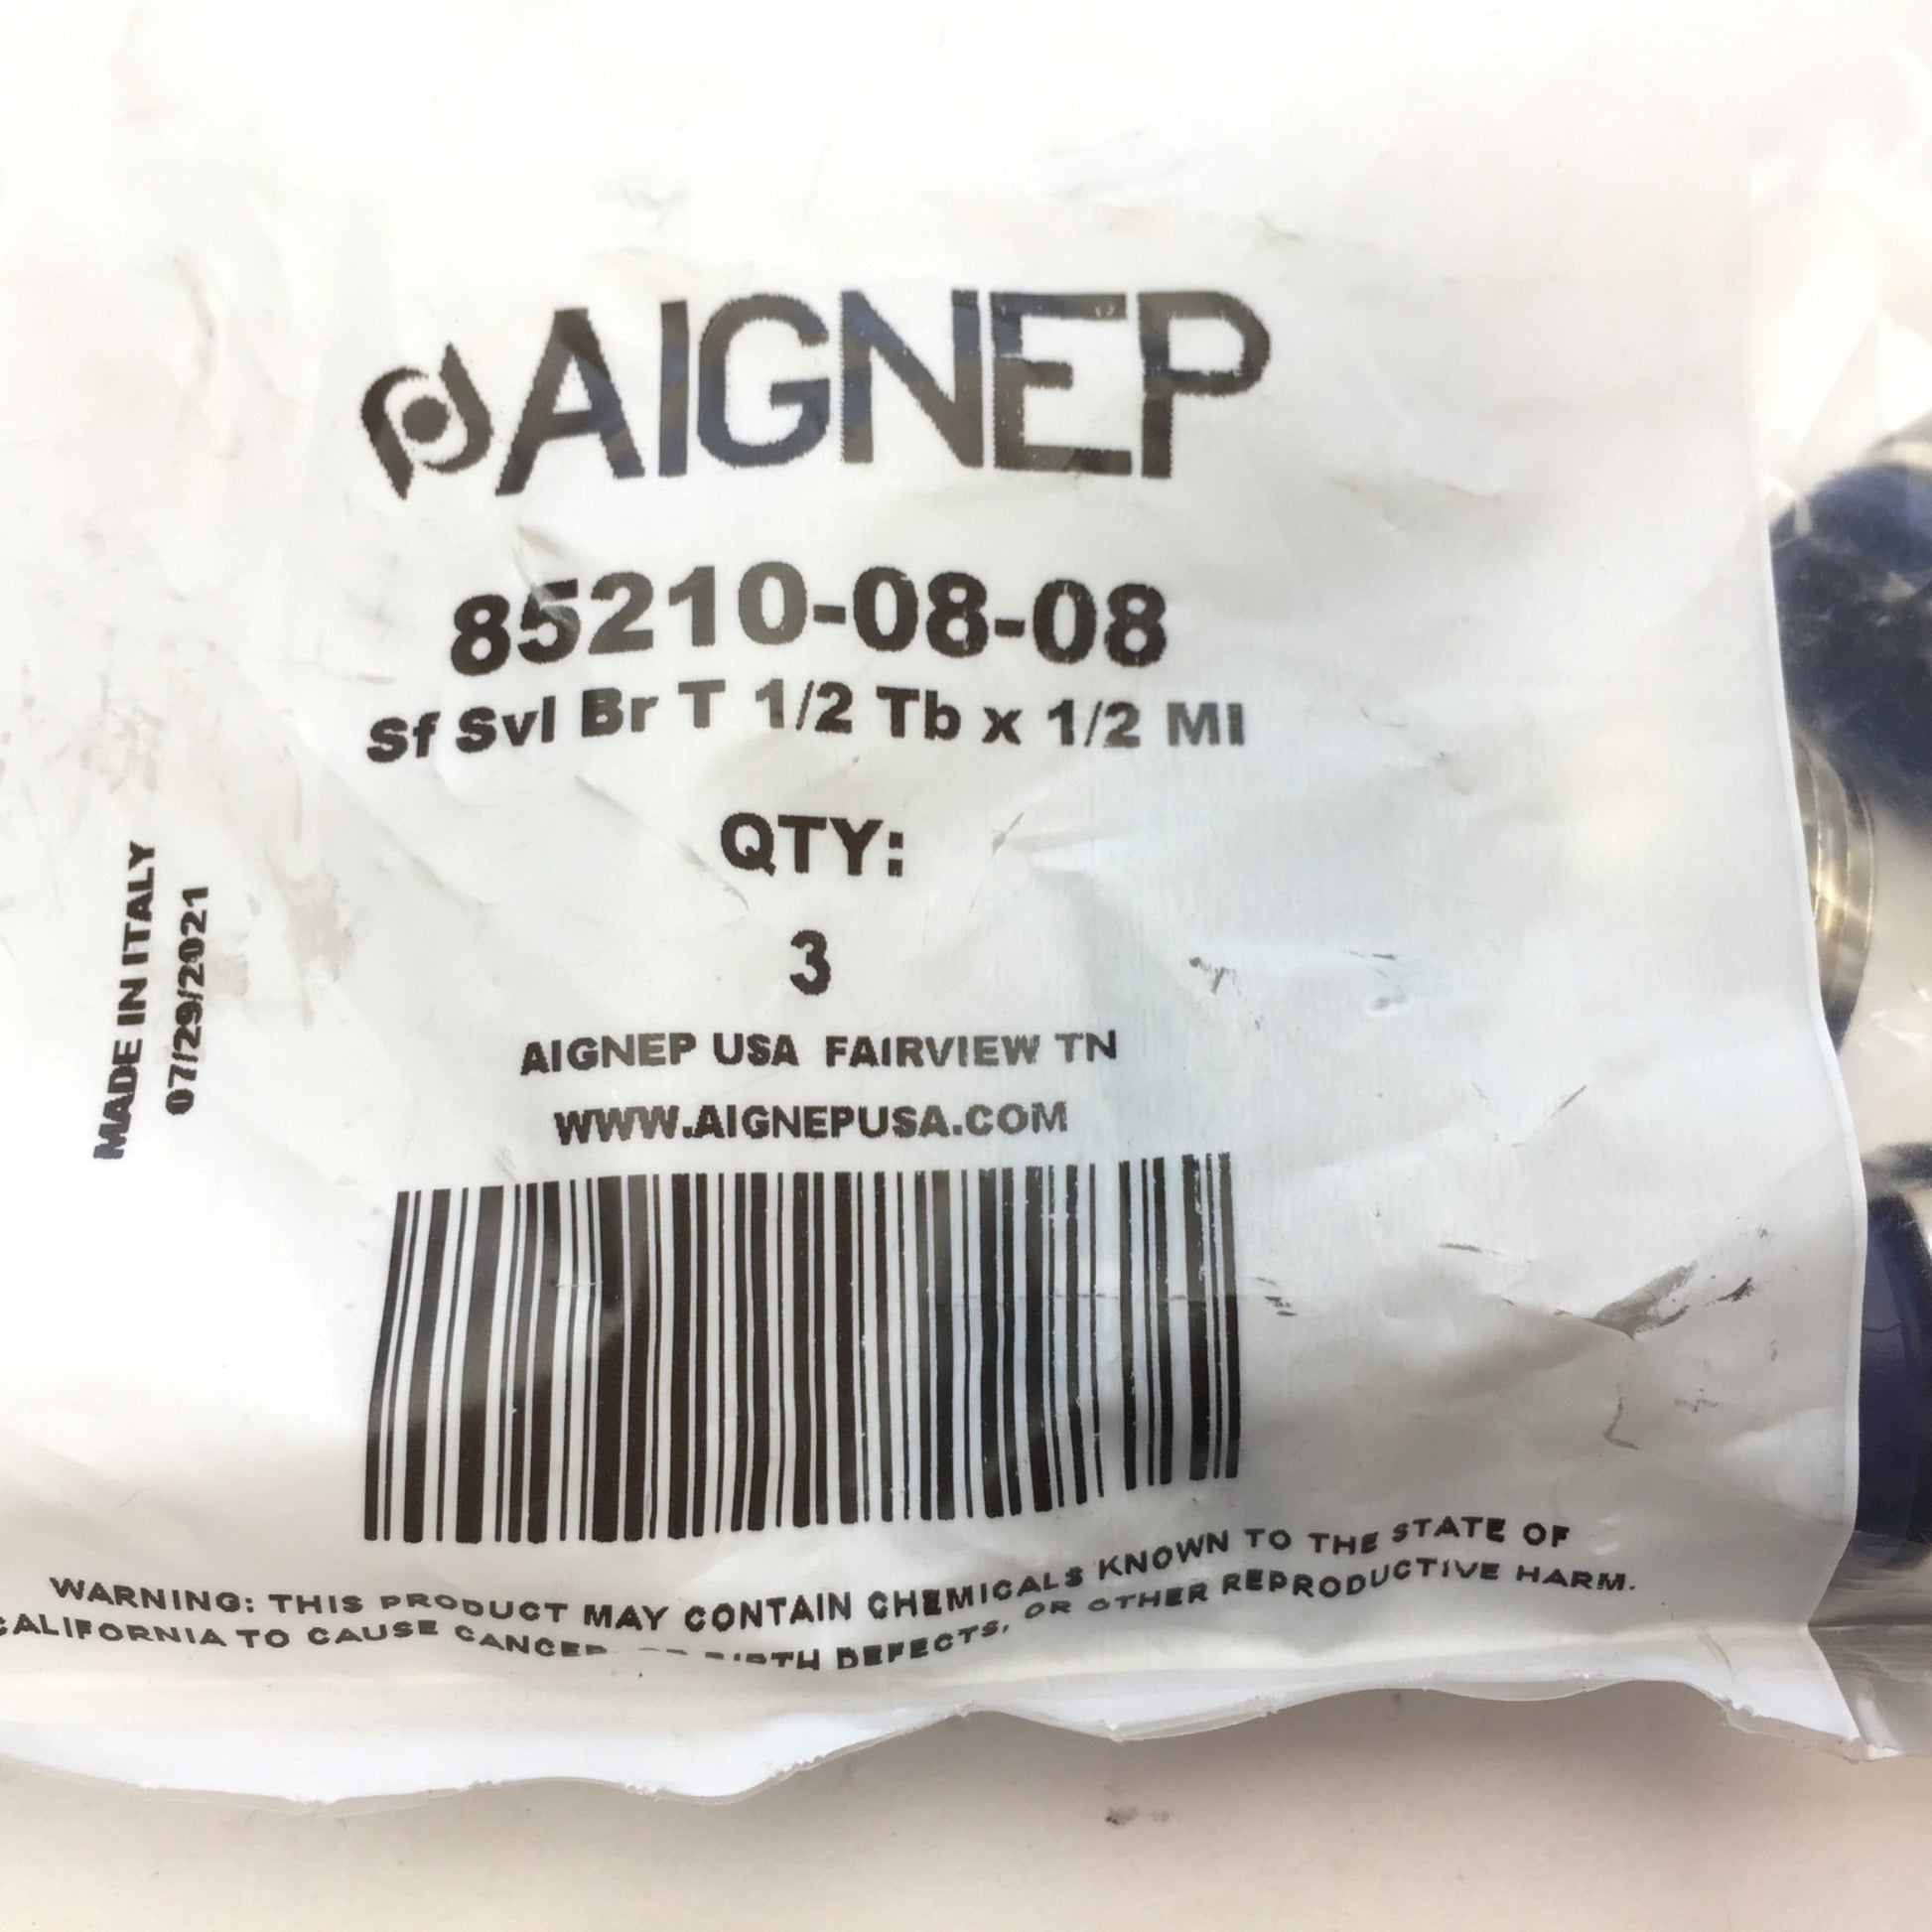 AIGNEP
85210-08-08
Sf Svl Br T 1/2 Tb x 1/2 Ml
QTY:
3
AIGNEP USA FAIRVIEW TN
WWW.AIGNEPUSA.COM
MADE IN ITALY
07/29/2021
WARNING: THIS PRODUCT MAY CONTAIN CHEMICALS KNOWN TO THE STATE OF
CALIFORNIA TO CAUSE CANCER BIRTH DEFECTS, OR OTHER REPRODUCTIVE HARM.